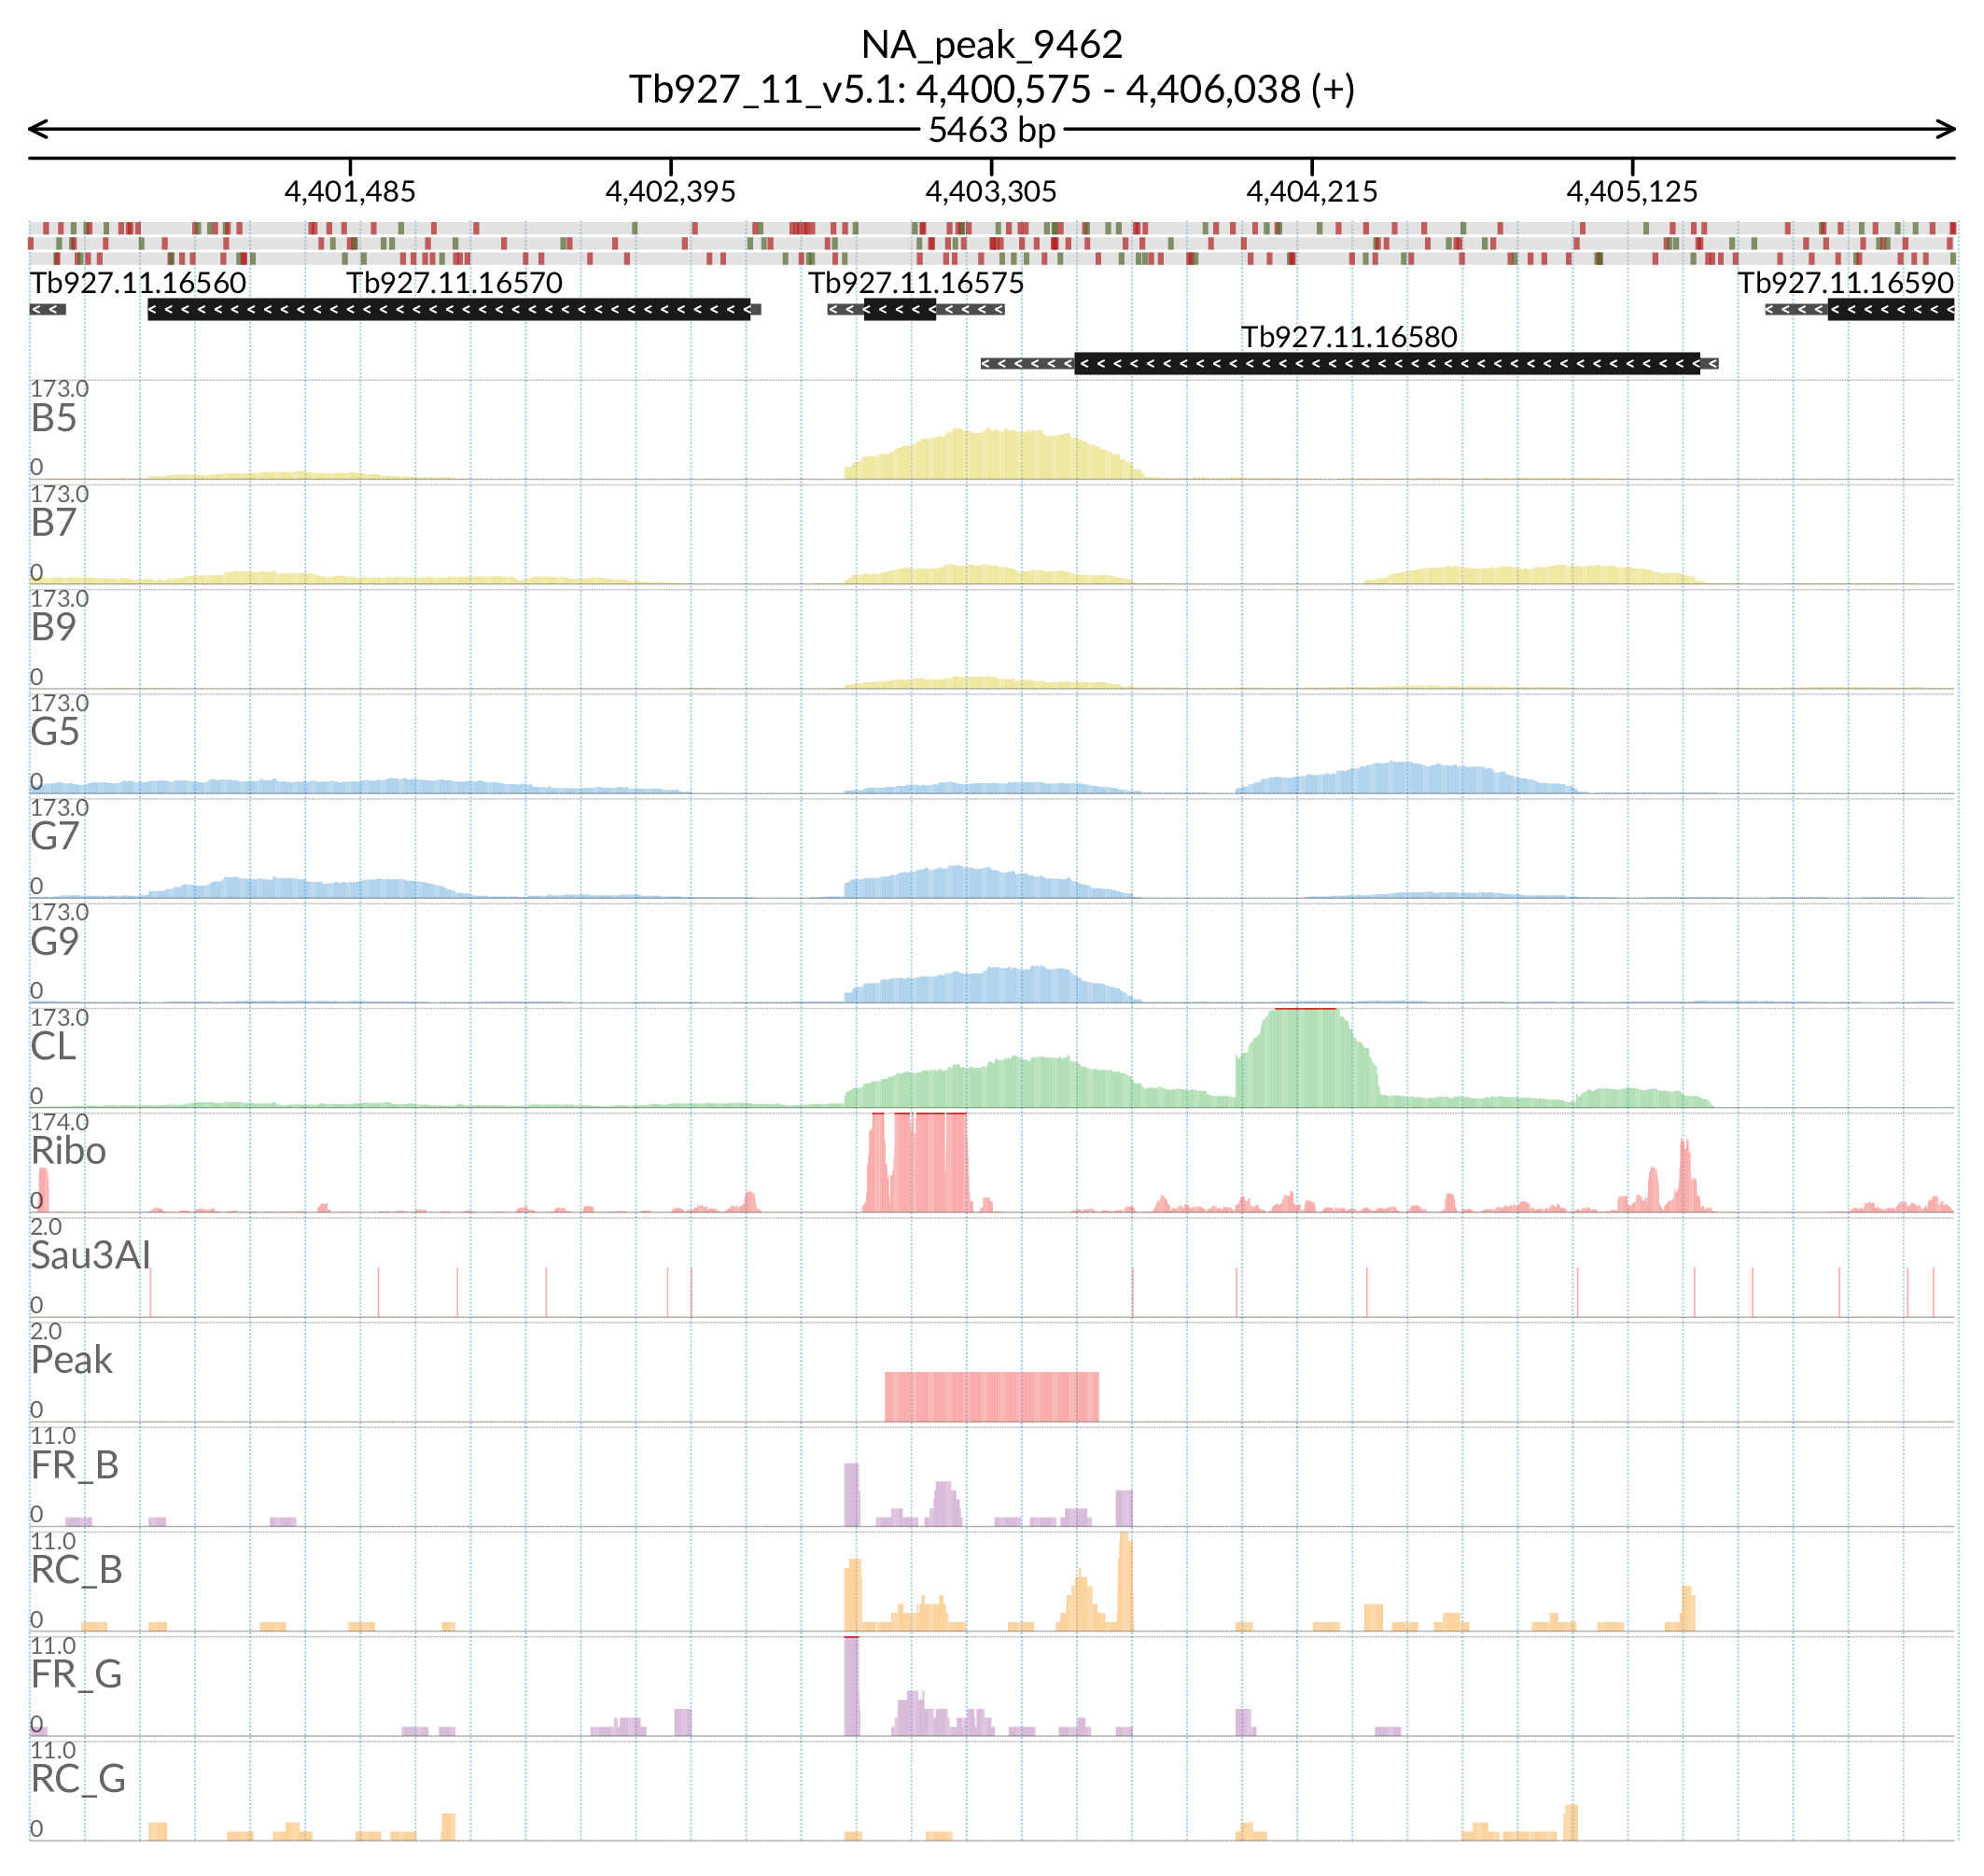 NA_peak_9462
Tb927_11_v5.1: 4,400,575 - 4,406,038 (+)
5463 bp
4,401,485 4,402,395 4,403,305 4,404,215 4,405,125
Tb927.11.16560 Tb927.11.16570 Tb927.11.16575 Tb927.11.16590
Tb927.11.16580
173.0
B5
0
173.0
B7
0
173.0
B9
0
173.0
G5
0
173.0
G7
0
173.0
G9
0
173.0
CL
0
174.0
Ribo
0
2.0
Sau3AI
0
2.0
Peak
0
11.0
FR_B
0
11.0
RC_B
0
11.0
FR_G
0
11.0
RC_G
0